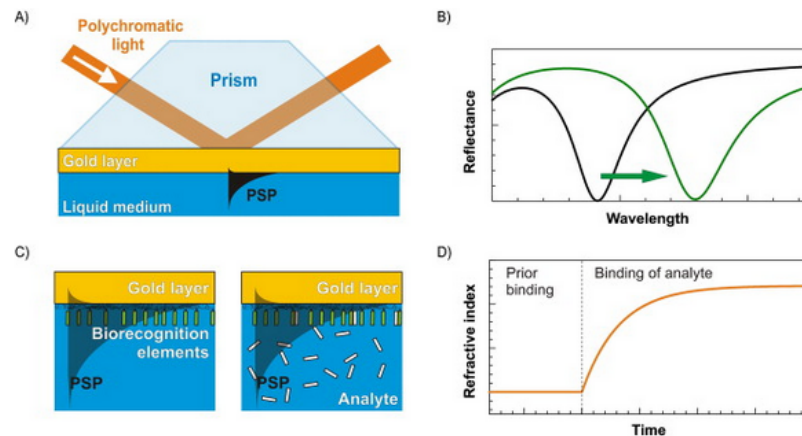 A)
Polychromatic
light
Prism
Gold layer
Liquid medium
PSP
B)
Reflectance
Wavelength
C)
Gold layer
Biorecognition
elements
PSP
Gold layer
PSP
Analyte
D)
Prior
binding
Binding of analyte
Refractive index
Time